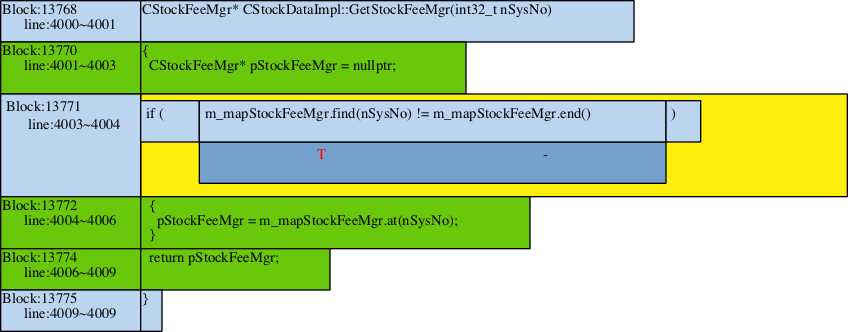 Block:13768 CStockFeeMgr* CStockDataImpl::GetStockFeeMgr(int32_t nSysNo)
line:4000~4001
Block:13770 {
line:4001~4003 CStockFeeMgr* pStockFeeMgr = nullptr;
Block:13771 if ( m_mapStockFeeMgr.find(nSysNo) != m_mapStockFeeMgr.end() )
line:4003~4004
T -
Block:13772 {
line:4004~4006 pStockFeeMgr = m_mapStockFeeMgr.at(nSysNo);
}
Block:13774 return pStockFeeMgr;
line:4006~4009
Block:13775 }
line:4009~4009